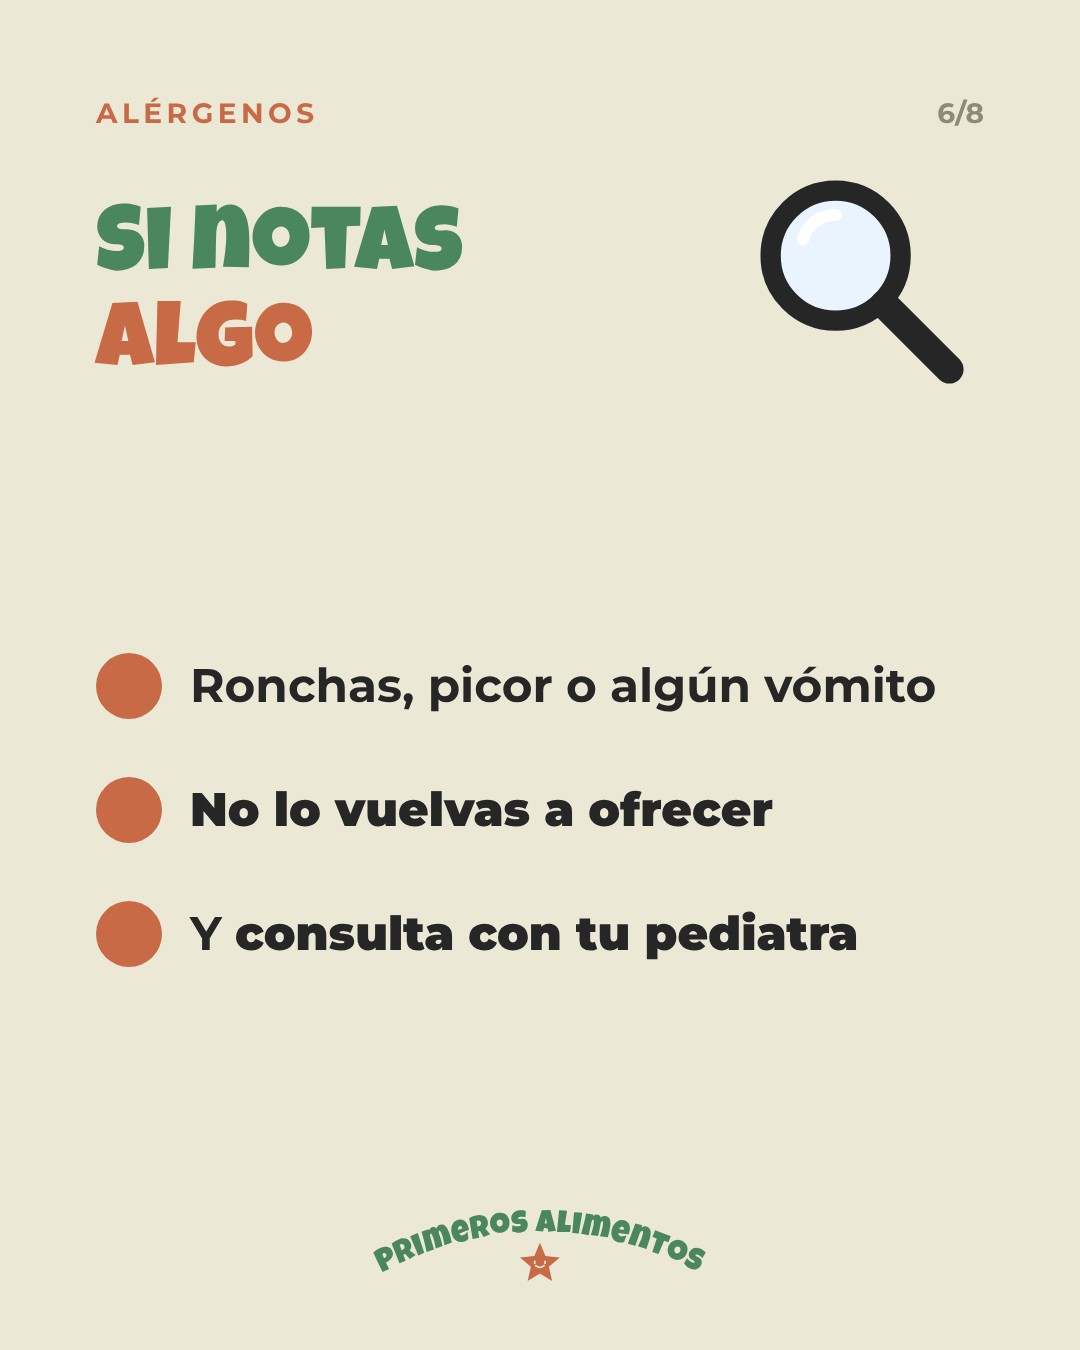 ALÉRGENOS
6/8
SI NOTAS
ALGO
Ronchas, picor o algún vómito
No lo vuelvas a ofrecer
Y consulta con tu pediatra
PRIMEROS ALIMENTOS